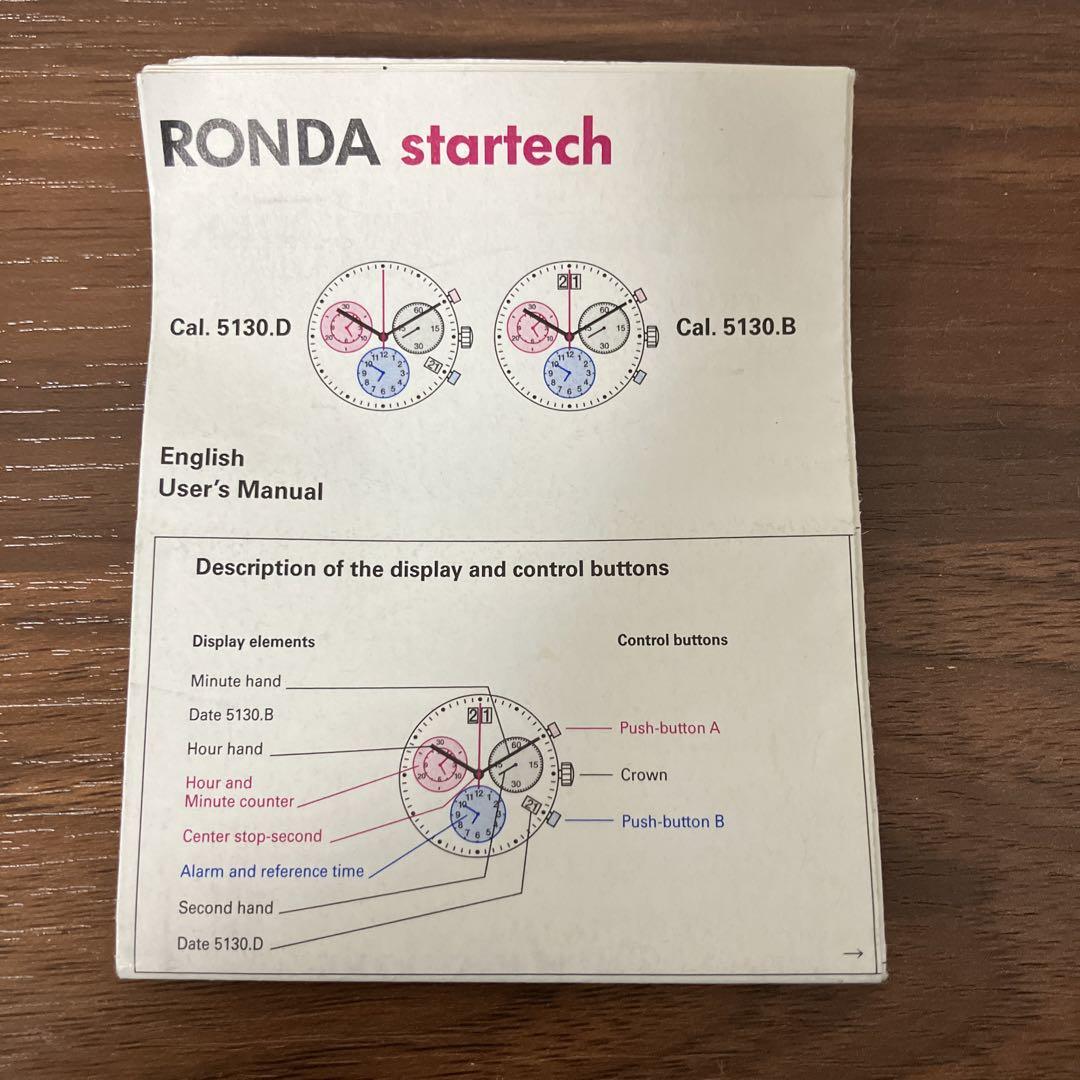 RONDA startech
Cal. 5130.D
21
Cal. 5130.B
English
User's Manual
Description of the display and control buttons
Display elements
Control buttons
Minute hand
Date 5130.B
Hour hand
Hour and
Minute counter
Center stop-second
Alarm and reference time
Second hand
Date 5130.D
21
Push-button A
Crown
Push-button B
→